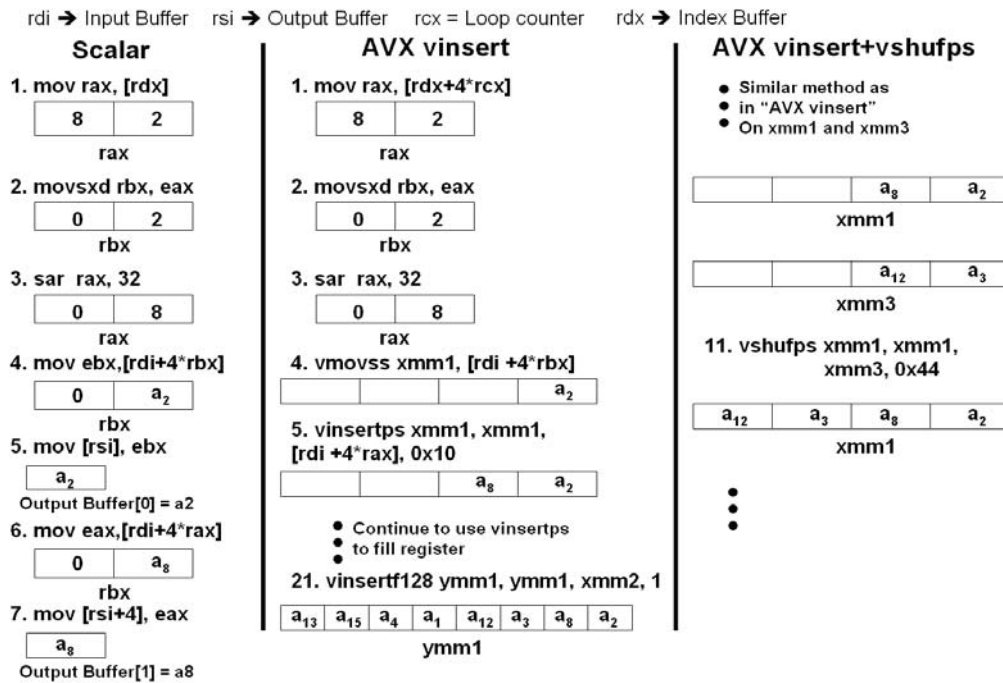 rdi → Input Buffer rsi → Output Buffer rcx = Loop counter rdx → Index Buffer
Scalar
1. mov rax, [rdx]
8 2
rax
2. movsxd rbx, eax
0 2
rbx
3. sar rax, 32
0 8
rax
4. mov ebx,[rdi+4*rbx]
0 a2
rbx
5. mov [rsi], ebx
a2
Output Buffer[0] = a2
6. mov eax,[rdi+4*rax]
0 a8
rbx
7. mov [rsi+4], eax
a8
Output Buffer[1] = a8
AVX vinsert
1. mov rax, [rdx+4*rcx]
8 2
rax
2. movsxd rbx, eax
0 2
rbx
3. sar rax, 32
0 8
rax
4. vmovss xmm1, [rdi +4*rbx]
a2
5. vinsertps xmm1, xmm1,
[rdi +4*rax], 0x10
a8 a2
● Continue to use vinsertps
● to fill register
●
21. vinsertf128 ymm1, ymm1, xmm2, 1
a13 a15 a4 a1 a12 a3 a8 a2
ymm1
AVX vinsert+vshufps
● Similar method as
● in “AVX vinsert”
● On xmm1 and xmm3
a8 a2
xmm1
a12 a3
xmm3
11. vshufps xmm1, xmm1,
xmm3, 0x44
a12 a3 a8 a2
xmm1